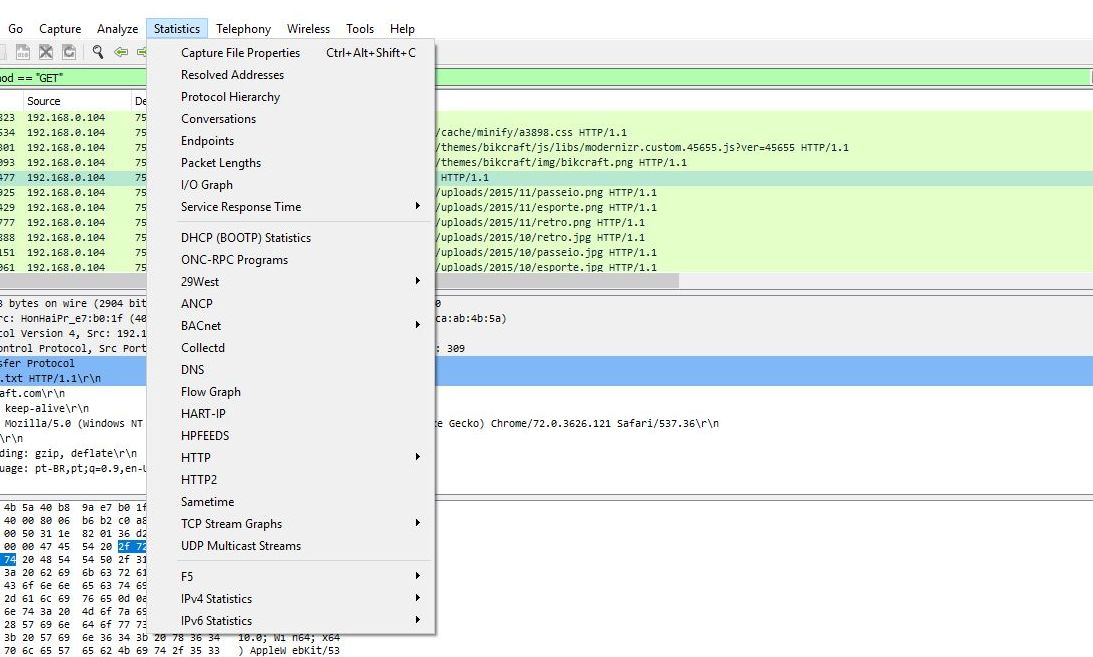 Go Capture Analyze Statistics Telephony Wireless Tools Help
Capture File Properties Ctrl+Alt+Shift+C
Resolved Addresses
Protocol Hierarchy
Conversations
Endpoints
Packet Lengths
I/O Graph
Service Response Time
DHCP (BOOTP) Statistics
ONC-RPC Programs
29West
ANCP
BACnet
Collectd
DNS
Flow Graph
HART-IP
HPFEEDS
HTTP
HTTP2
Sametime
TCP Stream Graphs
UDP Multicast Streams
F5
IPv4 Statistics
IPv6 Statistics
od == "GET"
Source De
823 192.168.0.104 75
534 192.168.0.104 75 /cache/minify/a3898.css HTTP/1.1
301 192.168.0.104 75 /themes/bikcraft/js/libs/modernizr.custom.45655.js?ver=45655 HTTP/1.1
093 192.168.0.104 75 /themes/bikcraft/img/bikcraft.png HTTP/1.1
477 192.168.0.104 75 HTTP/1.1
925 192.168.0.104 75 /uploads/2015/11/passeio.png HTTP/1.1
429 192.168.0.104 75 /uploads/2015/11/esporte.png HTTP/1.1
777 192.168.0.104 75 /uploads/2015/11/retro.png HTTP/1.1
888 192.168.0.104 75 /uploads/2015/10/retro.jpg HTTP/1.1
151 192.168.0.104 75 /uploads/2015/10/passeio.jpg HTTP/1.1
061 192.168.0.104 75 /uploads/2015/10/esporte.jpg HTTP/1.1
3 bytes on wire (2904 bit 0
rc: HonHaiPr_e7:b0:1f (40 ca:ab:4b:5a)
col Version 4, Src: 192.1
ontrol Protocol, Src Port : 309
sfer Protocol
.txt HTTP/1.1\r\n
aft.com\r\n
keep-alive\r\n
Mozilla/5.0 (Windows NT e Gecko) Chrome/72.0.3626.121 Safari/537.36\r\n
\r\n
ding: gzip, deflate\r\n
uage: pt-BR,pt;q=0.9,en-U
4b 5a 40 b8 9a e7 b0 1f
40 00 80 06 b6 b2 c0 a8
00 50 31 1e 82 01 36 d2
00 00 47 45 54 20 2f 72
74 20 48 54 54 50 2f 31
3a 20 62 69 6b 63 72 61
43 6f 6e 6e 65 63 74 69
2d 61 6c 69 76 65 0d 0a
6e 74 3a 20 4d 6f 7a 69
28 57 69 6e 64 6f 77 73
3b 20 57 69 6e 36 34 3b 20 78 36 34 10.0; Wi n64; x64
70 6c 65 57 65 62 4b 69 74 2f 35 33 ) AppleW ebKit/53